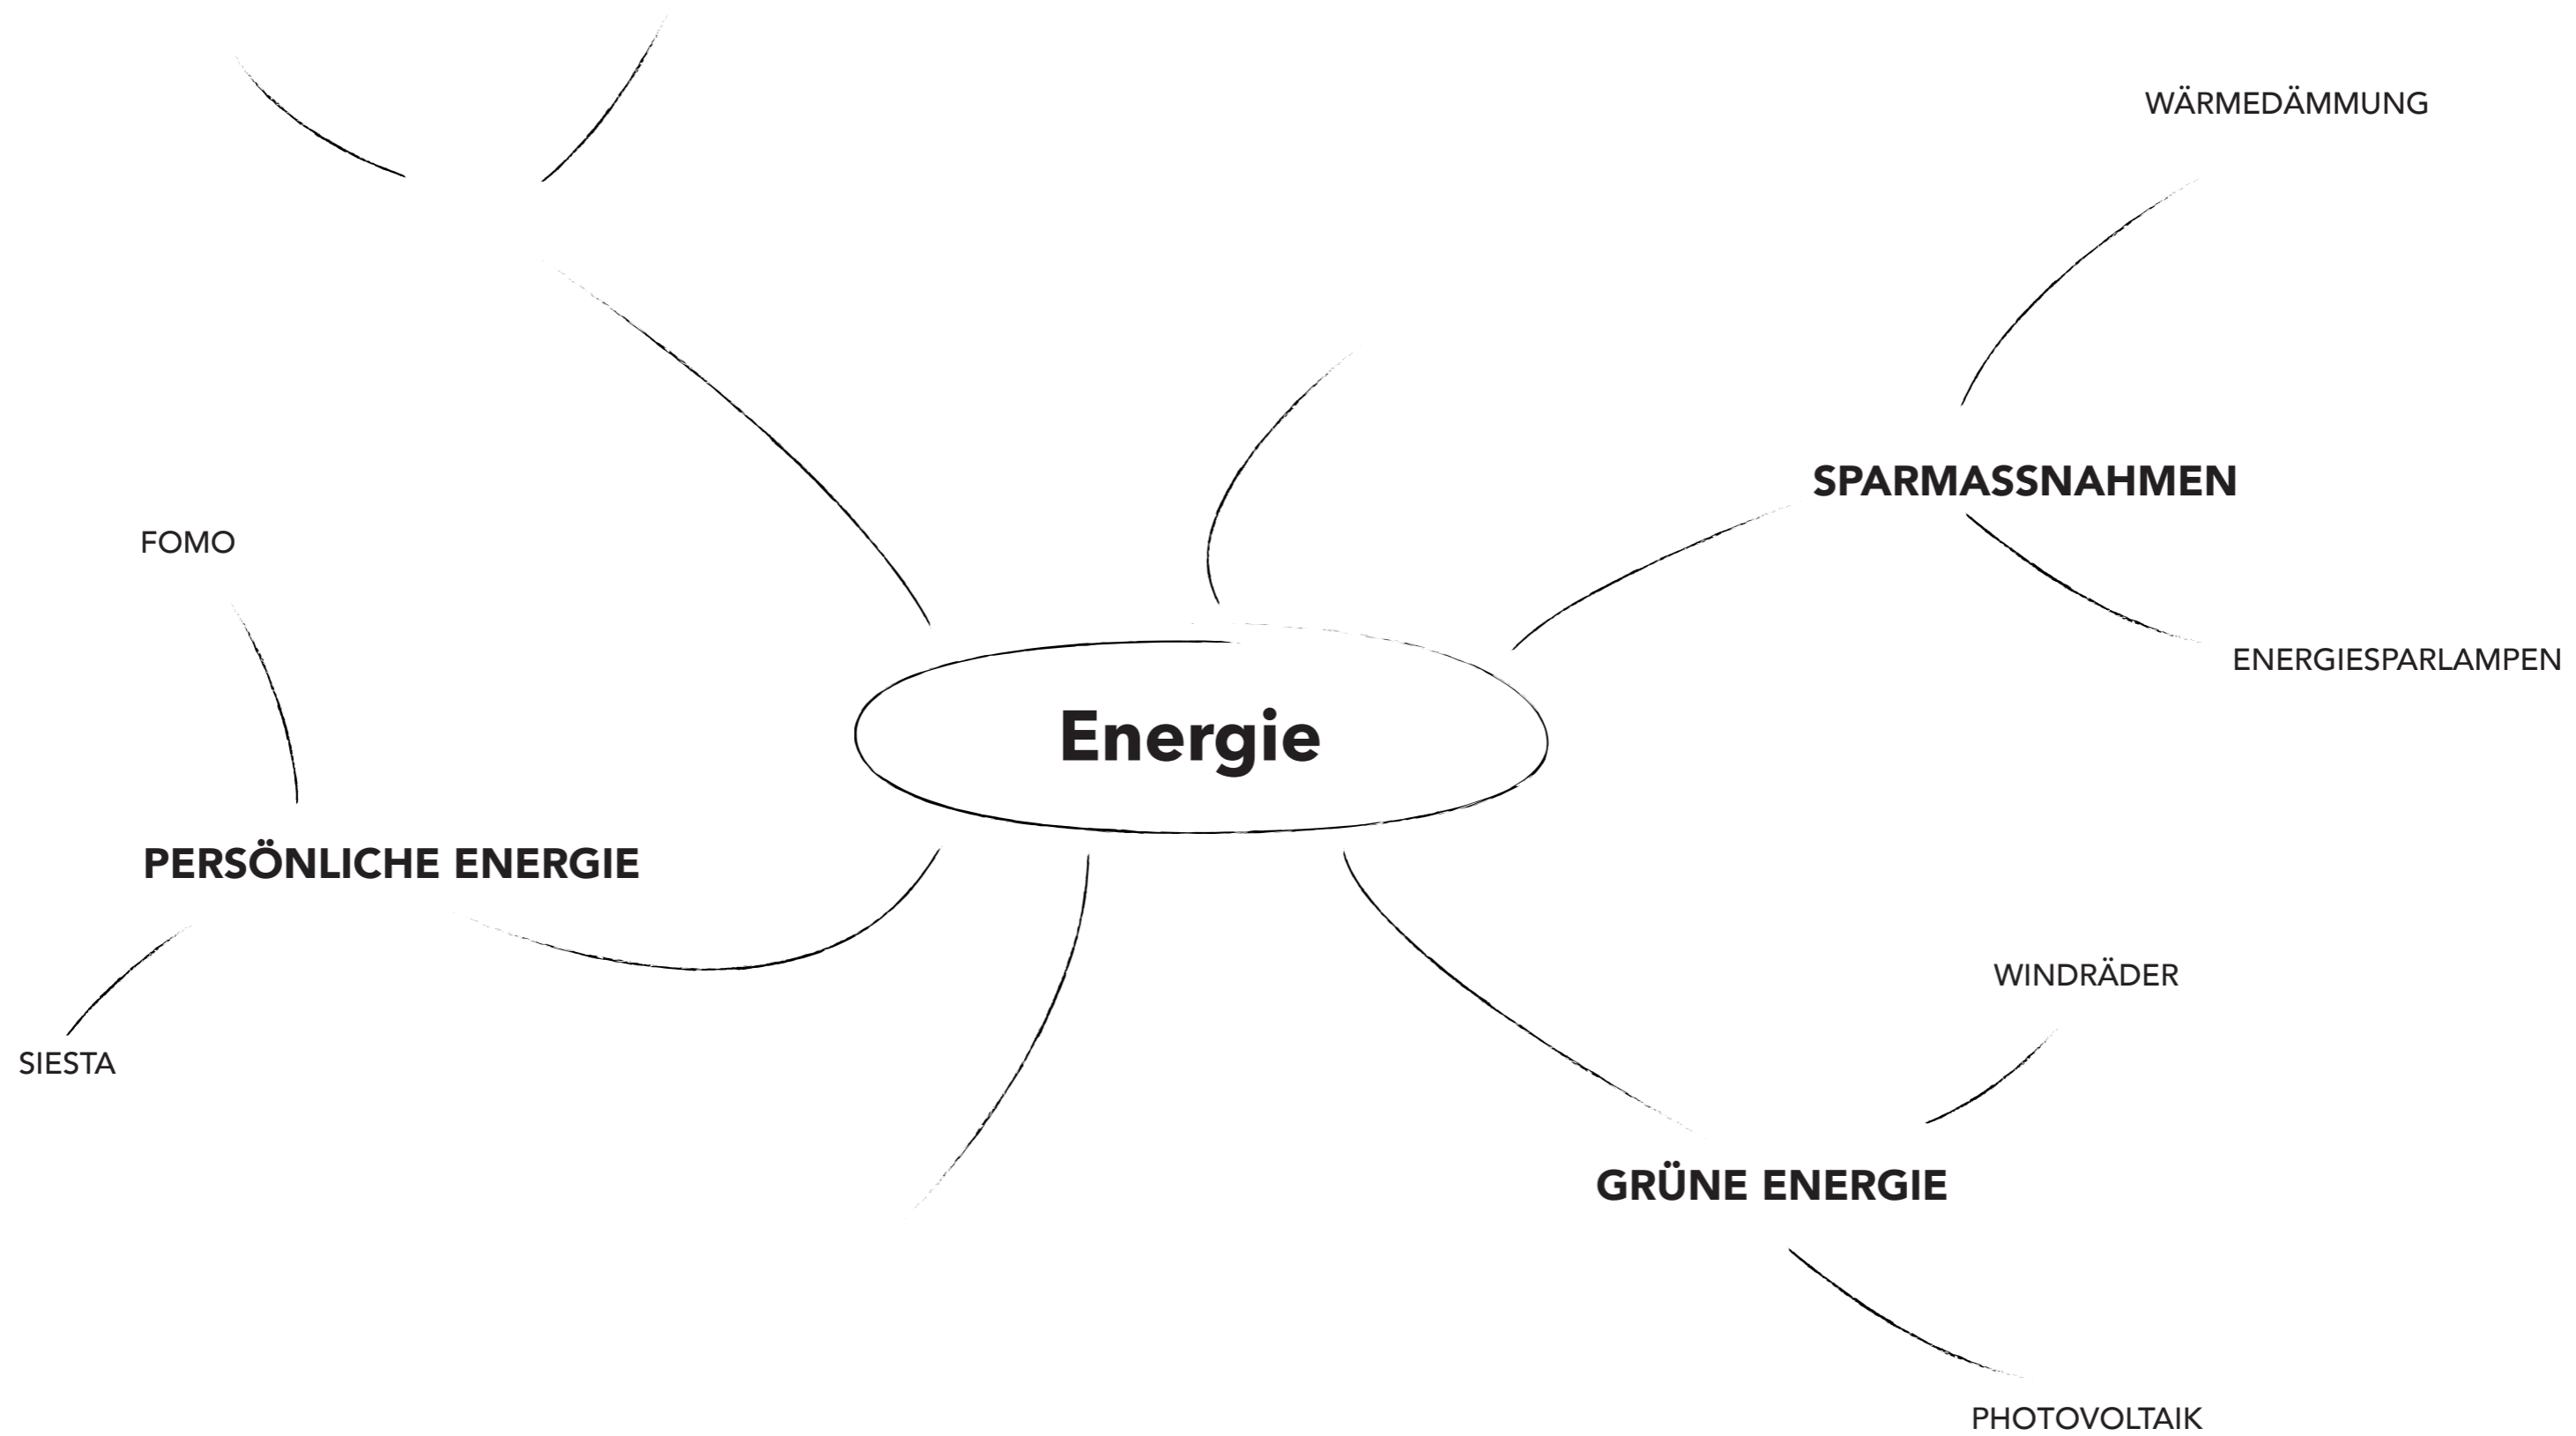 WÄRMEDÄMMUNG
SPARMASSNAHMEN
FOMO
ENERGIESPARLAMPEN
Energie
PERSÖNLICHE ENERGIE
WINDRÄDER
SIESTA
GRÜNE ENERGIE
PHOTOVOLTAIK